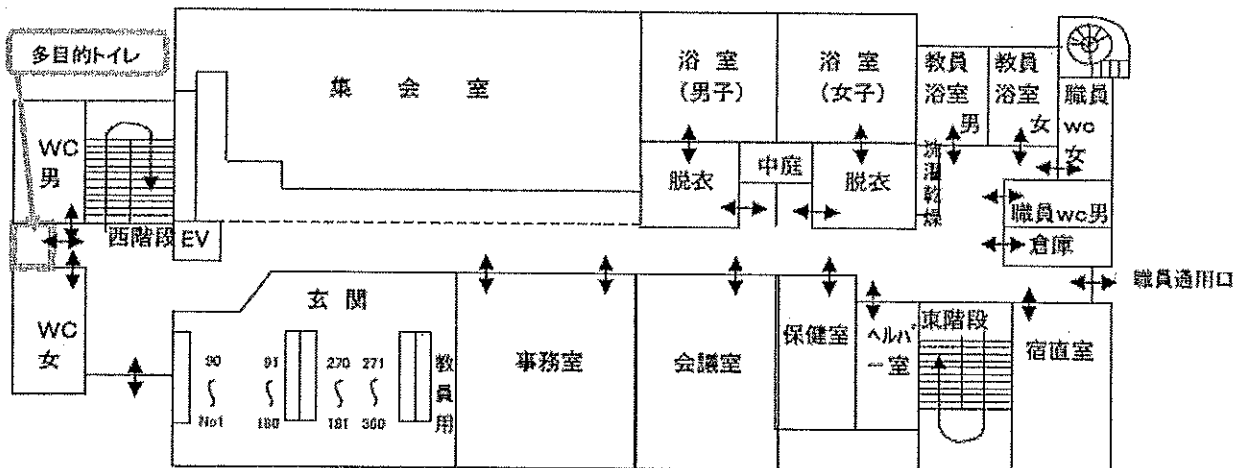 多目的トイレ
集会室
浴室
(男子)
浴室
(女子)
教員
浴室
男
教員
浴室
女
職員
wc
女
WC
男
脱衣
中庭
脱衣
洗濯乾燥
職員wc男
倉庫
西階段
EV
職員通用口
玄関
WC
女
90
〜
No1
91
〜
180
270
〜
181
271
〜
360
教員用
事務室
会議室
保健室
ヘルパ
ー室
東階段
宿直室